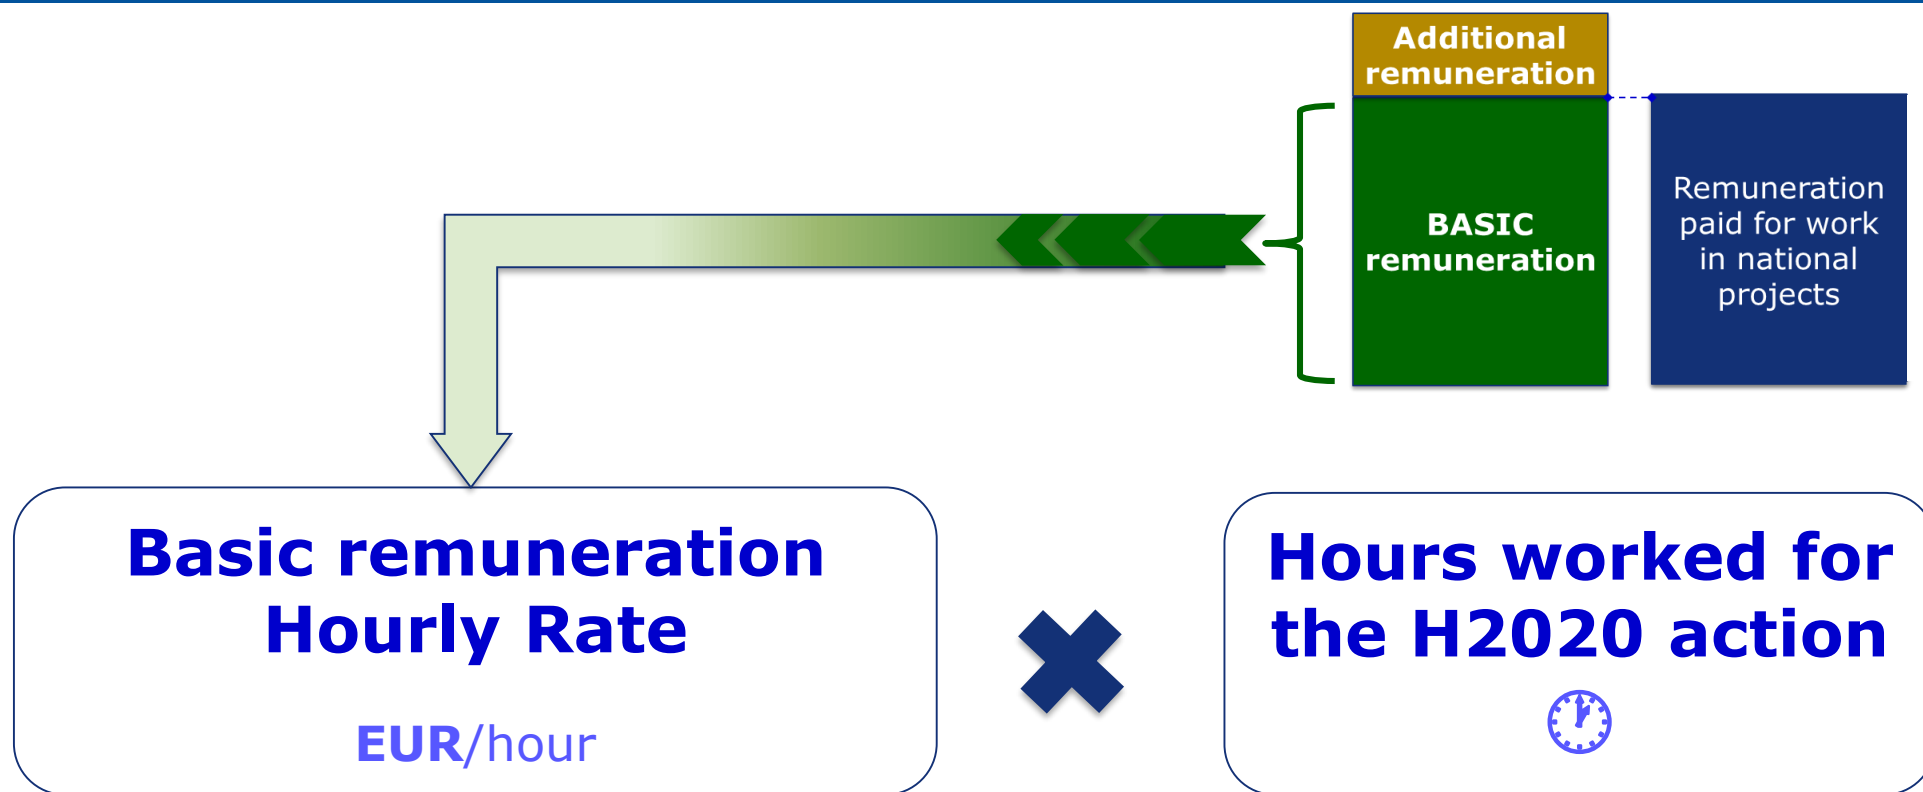 Additional
remuneration
BASIC
remuneration
Remuneration
paid for work
in national
projects
Basic remuneration
Hourly Rate
EUR/hour
Hours worked for
the H2020 action